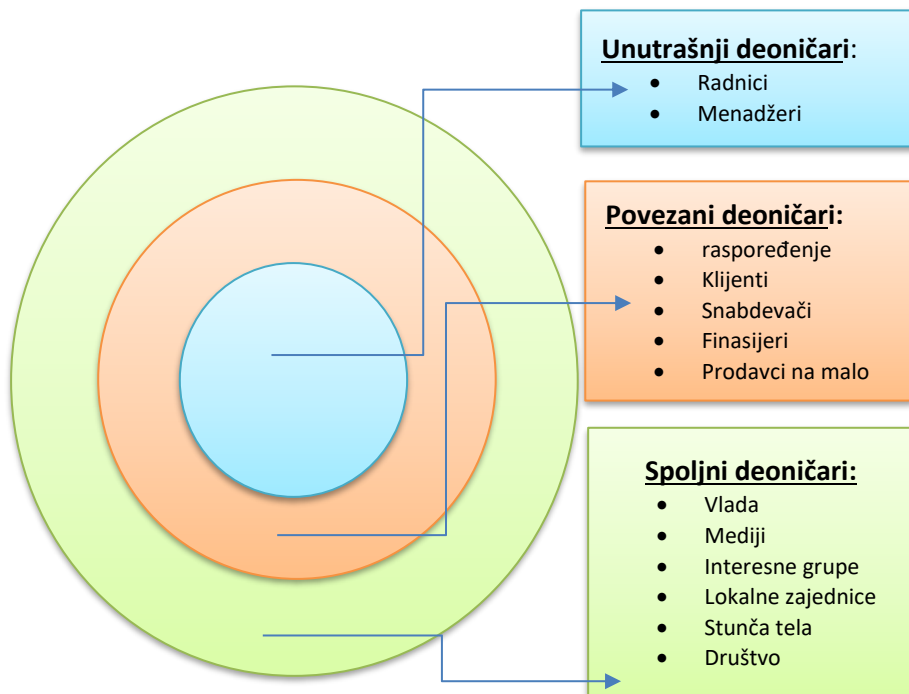 Unutrašnji deoničari:
• Radnici
• Menadžeri
Povezani deoničari:
• raspoređenje
• Klijenti
• Snabdevači
• Finasijeri
• Prodavci na malo
Spoljni deoničari:
• Vlada
• Mediji
• Interesne grupe
• Lokalne zajednice
• Stunča tela
• Društvo